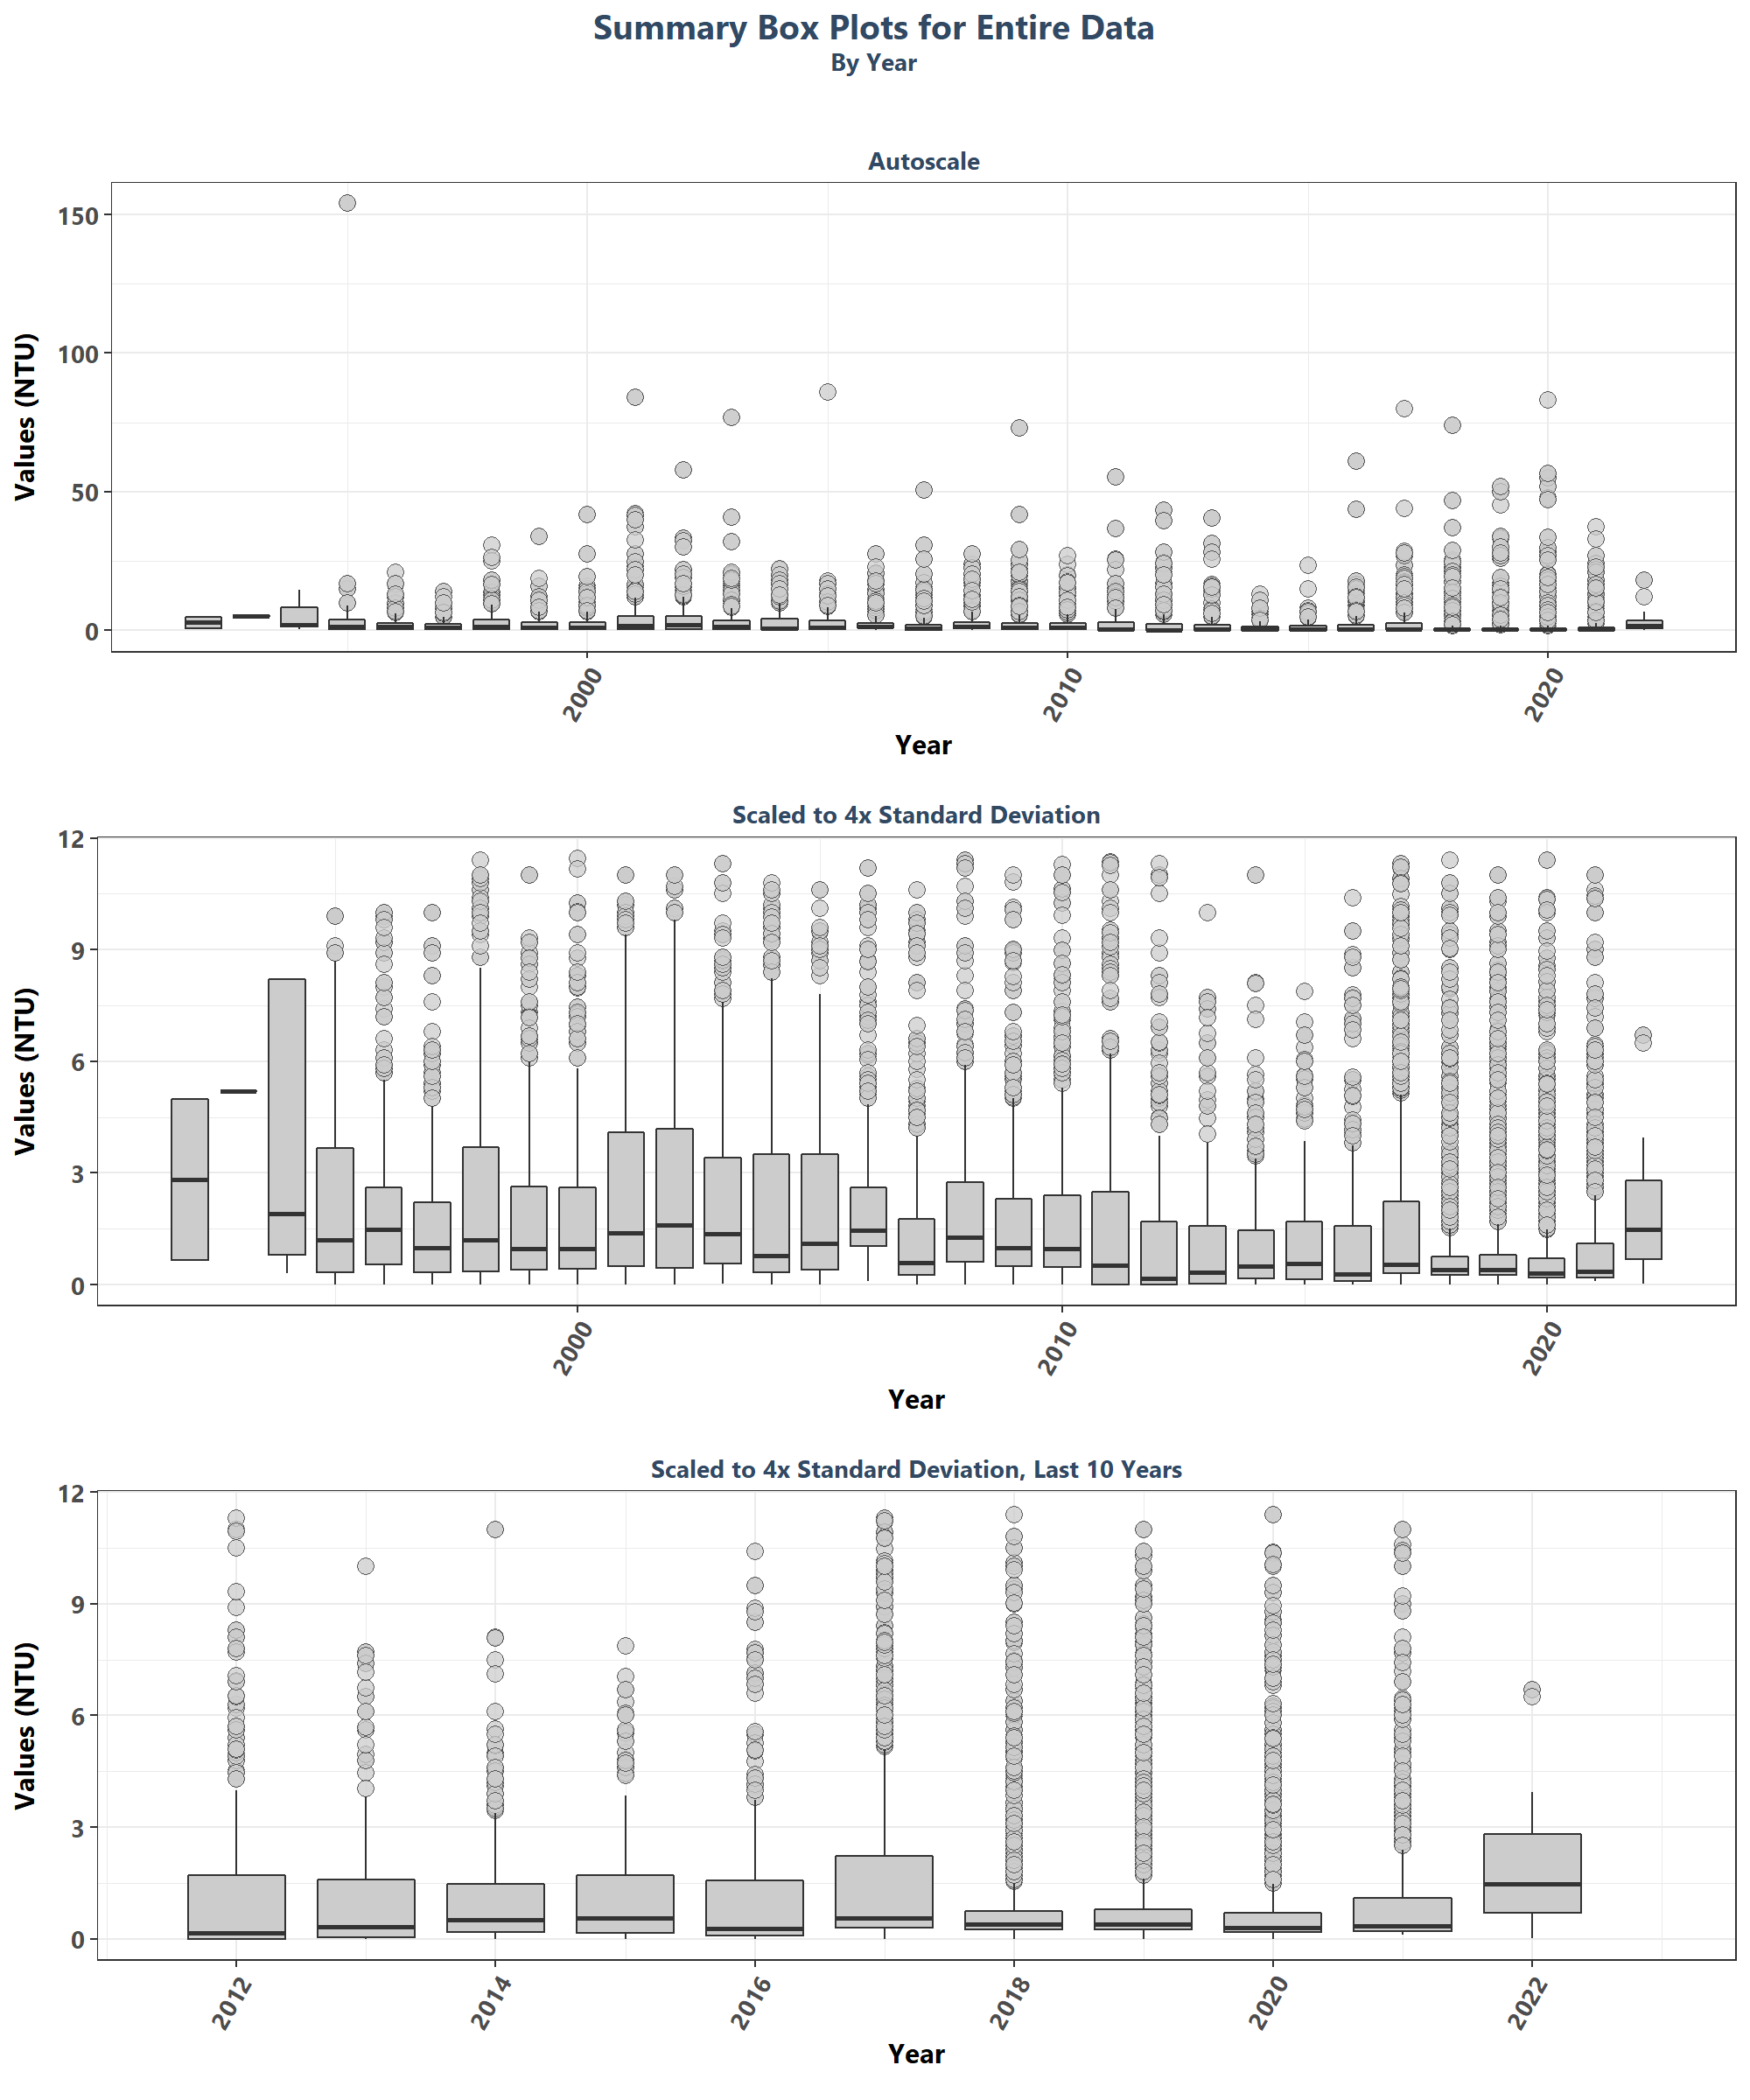 Summary Box Plots for Entire Data
By Year
Autoscale
Values (NTU)
150
100
50
0
2000
2010
2020
Year
Scaled to 4x Standard Deviation
Values (NTU)
12
9
6
3
0
2000
2010
2020
Year
Scaled to 4x Standard Deviation, Last 10 Years
Values (NTU)
12
9
6
3
0
2012
2014
2016
2018
2020
2022
Year